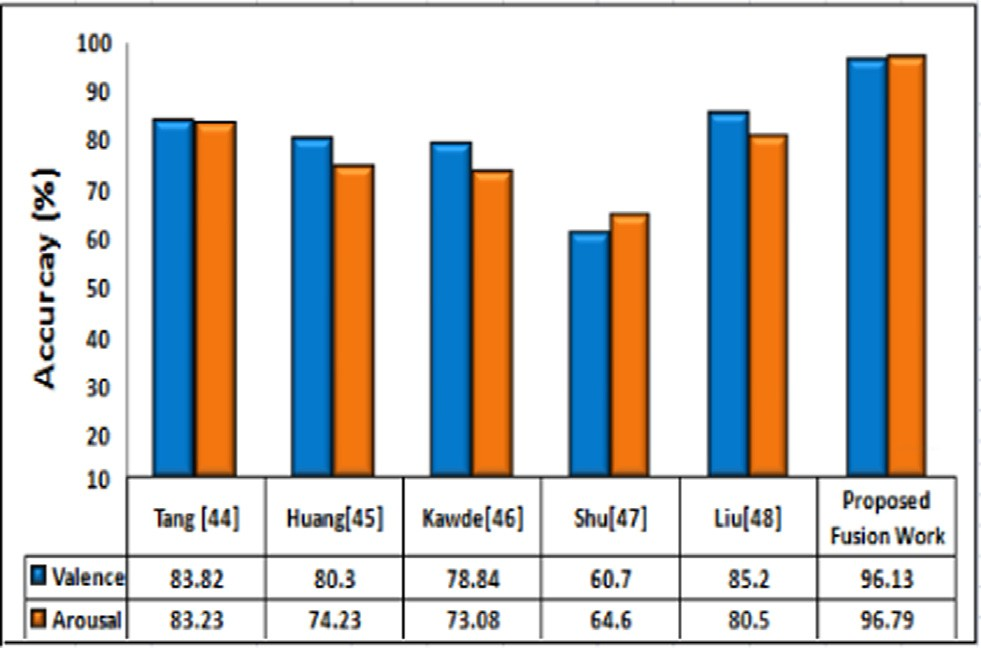 100
90
80
70
60
50
40
30
20
10
Accurcay (%)
Tang [44] Huang[45] Kawde[46] Shu[47] Liu[48] Proposed
Fusion Work
Valence 83.82 80.3 78.84 60.7 85.2 96.13
Arousal 83.23 74.23 73.08 64.6 80.5 96.79